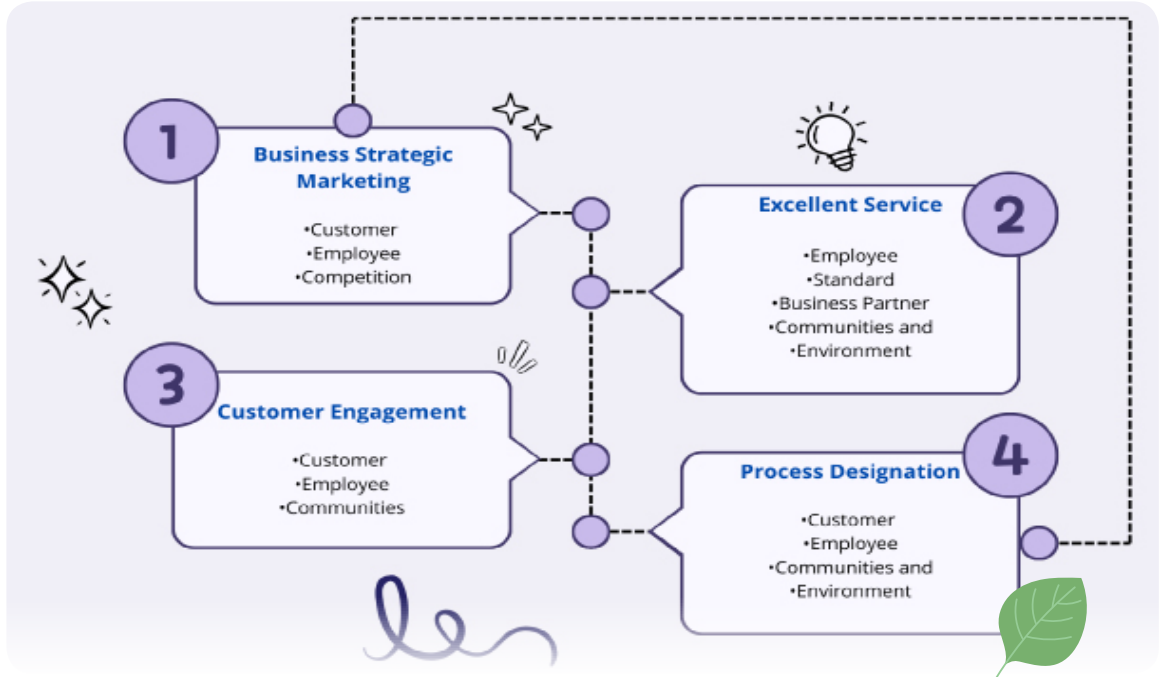 1
Business Strategic
Marketing
•Customer
•Employee
•Competition
2
Excellent Service
•Employee
•Standard
•Business Partner
•Communities and
•Environment
3
Customer Engagement
•Customer
•Employee
•Communities
4
Process Designation
•Customer
•Employee
•Communities and
•Environment